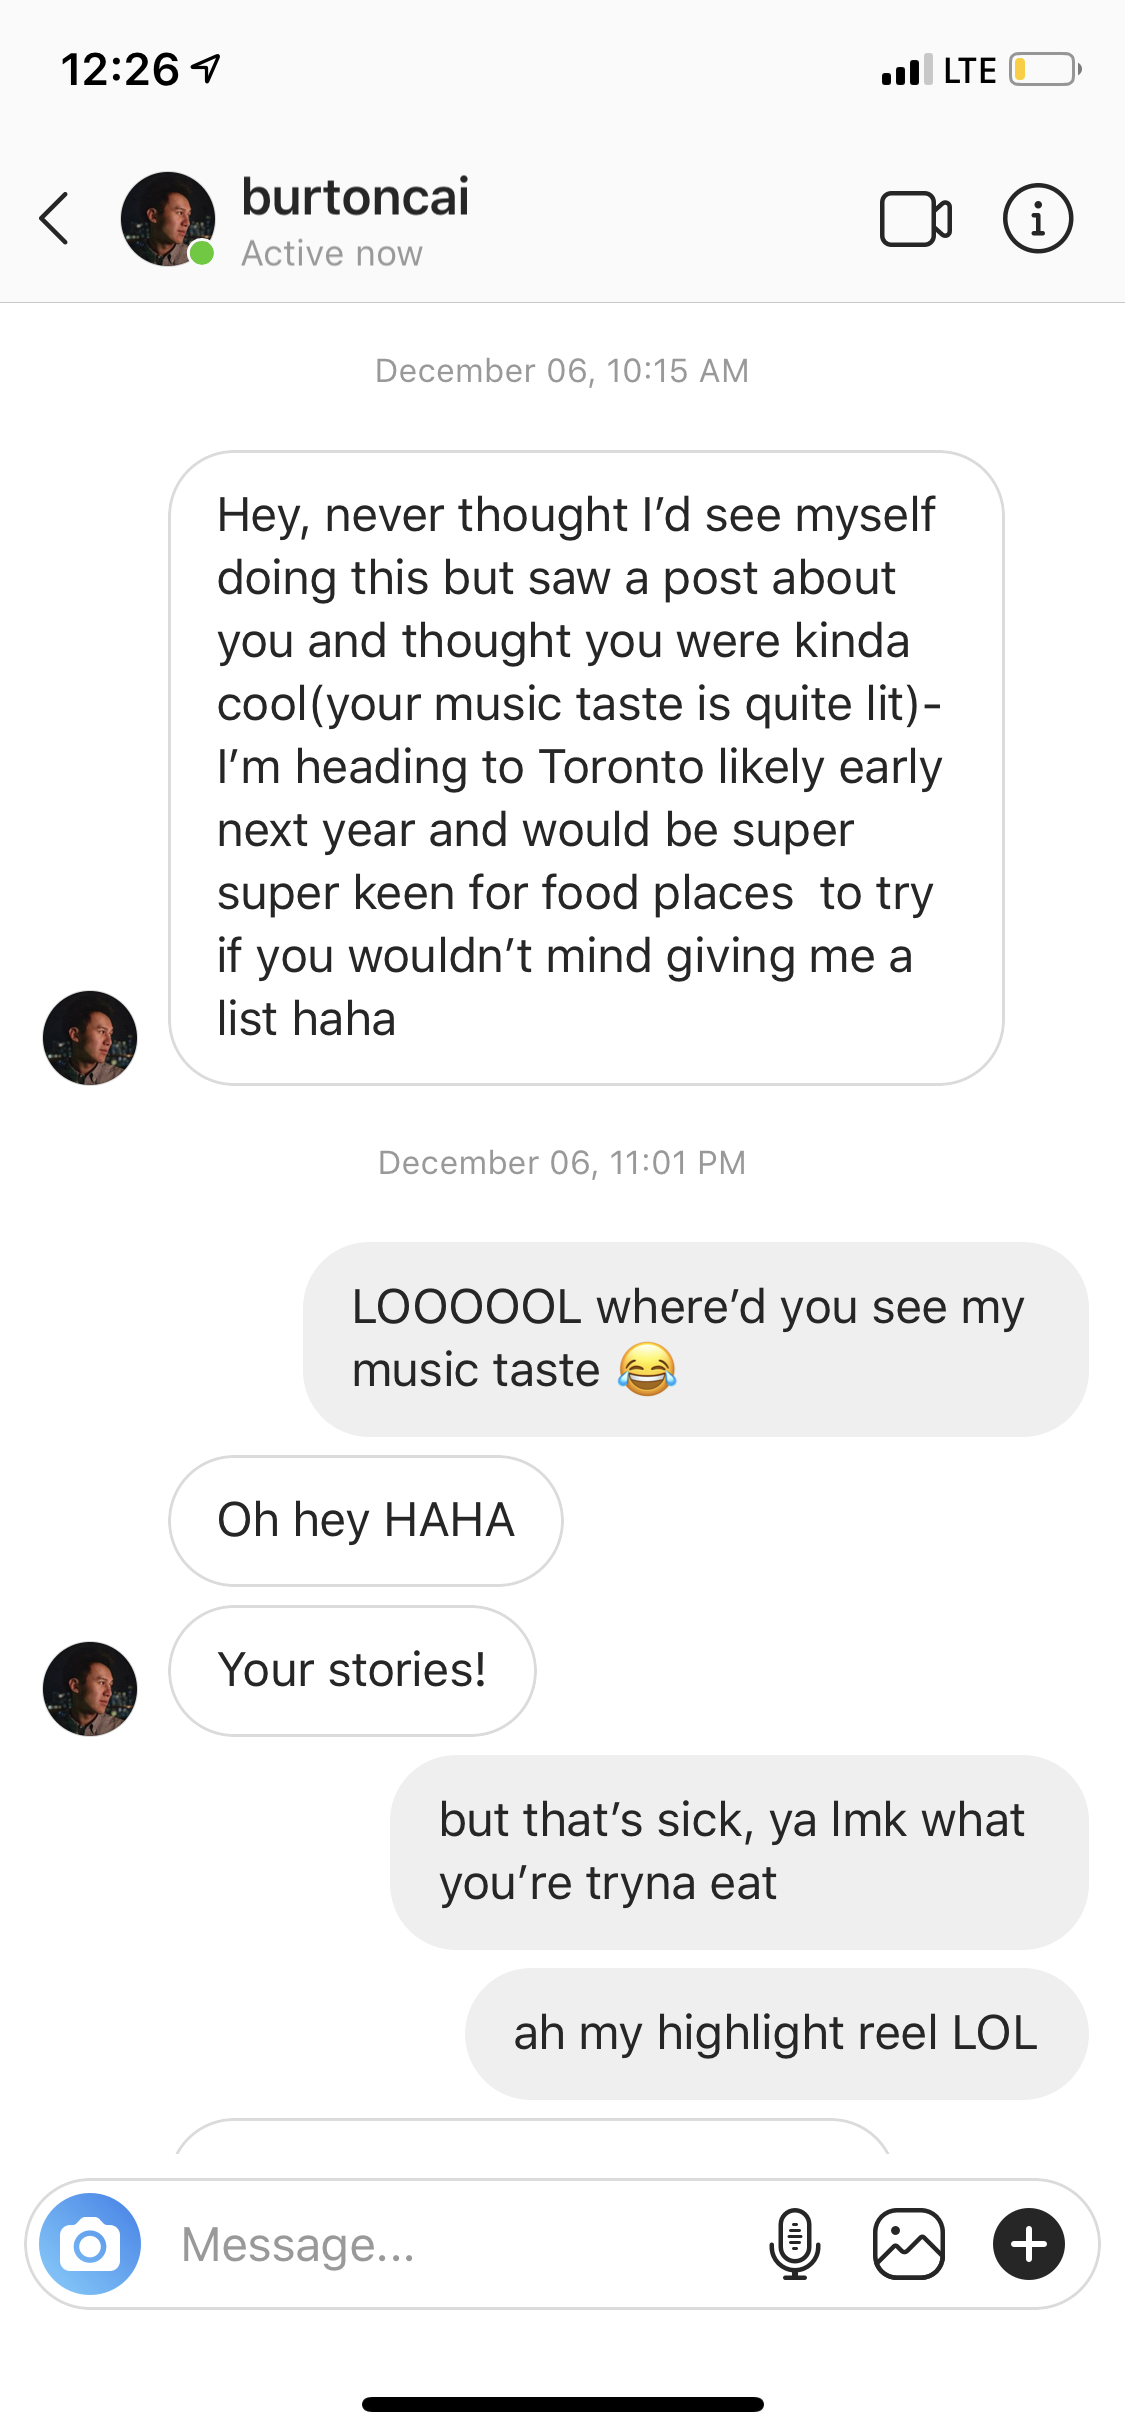 12:26 LTE
burtoncai
Active now
December 06, 10:15 AM
Hey, never thought I’d see myself
doing this but saw a post about
you and thought you were kinda
cool(your music taste is quite lit)-
I’m heading to Toronto likely early
next year and would be super
super keen for food places  to try
if you wouldn’t mind giving me a
list haha
December 06, 11:01 PM
LOOOOOL where’d you see my
music taste 😂
Oh hey HAHA
Your stories!
but that’s sick, ya lmk what
you’re tryna eat
ah my highlight reel LOL
Message...